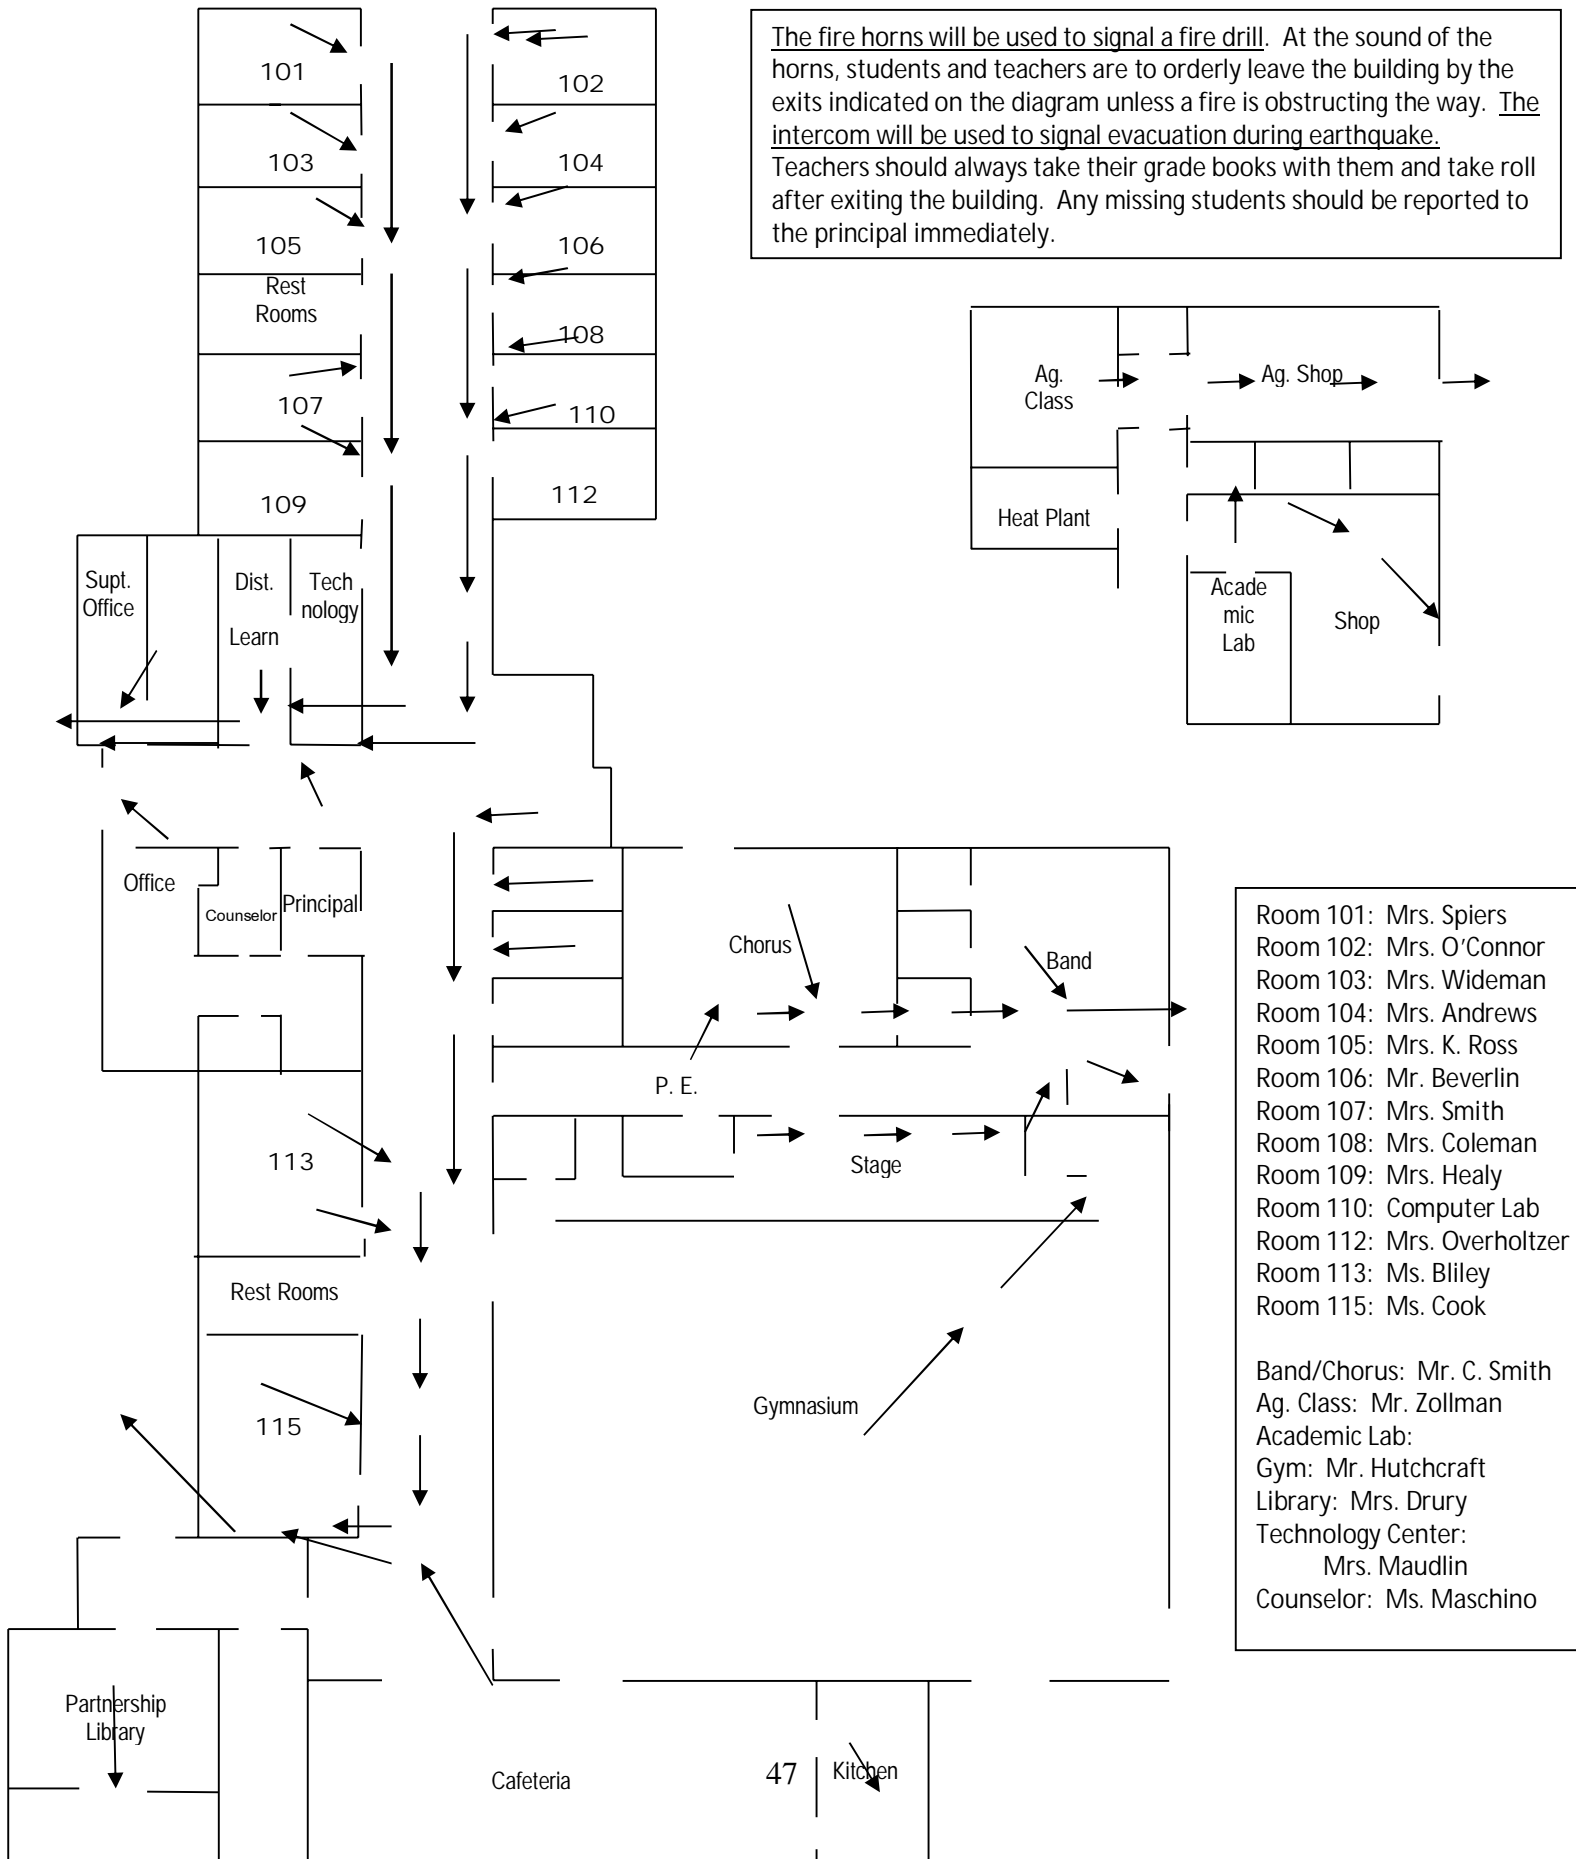 The fire horns will be used to signal a fire drill. At the sound of the
horns, students and teachers are to orderly leave the building by the
exits indicated on the diagram unless a fire is obstructing the way. The
intercom will be used to signal evacuation during earthquake.
Teachers should always take their grade books with them and take roll
after exiting the building. Any missing students should be reported to
the principal immediately.
101
102
103
104
105
106
Rest
Rooms
108
107
110
109
112
Ag.
Class
Ag. Shop
Heat Plant
Acade
mic
Lab
Shop
Supt.
Office
Dist.
Learn
Tech
nology
Office
Counselor
Principal
Chorus
Band
P. E.
Stage
113
Rest Rooms
115
Gymnasium
Room 101: Mrs. Spiers
Room 102: Mrs. O’Connor
Room 103: Mrs. Wideman
Room 104: Mrs. Andrews
Room 105: Mrs. K. Ross
Room 106: Mr. Beverlin
Room 107: Mrs. Smith
Room 108: Mrs. Coleman
Room 109: Mrs. Healy
Room 110: Computer Lab
Room 112: Mrs. Overholtzer
Room 113: Ms. Bliley
Room 115: Ms. Cook
Band/Chorus: Mr. C. Smith
Ag. Class: Mr. Zollman
Academic Lab:
Gym: Mr. Hutchcraft
Library: Mrs. Drury
Technology Center:
Mrs. Maudlin
Counselor: Ms. Maschino
Partnership
Library
Cafeteria
47
Kitchen